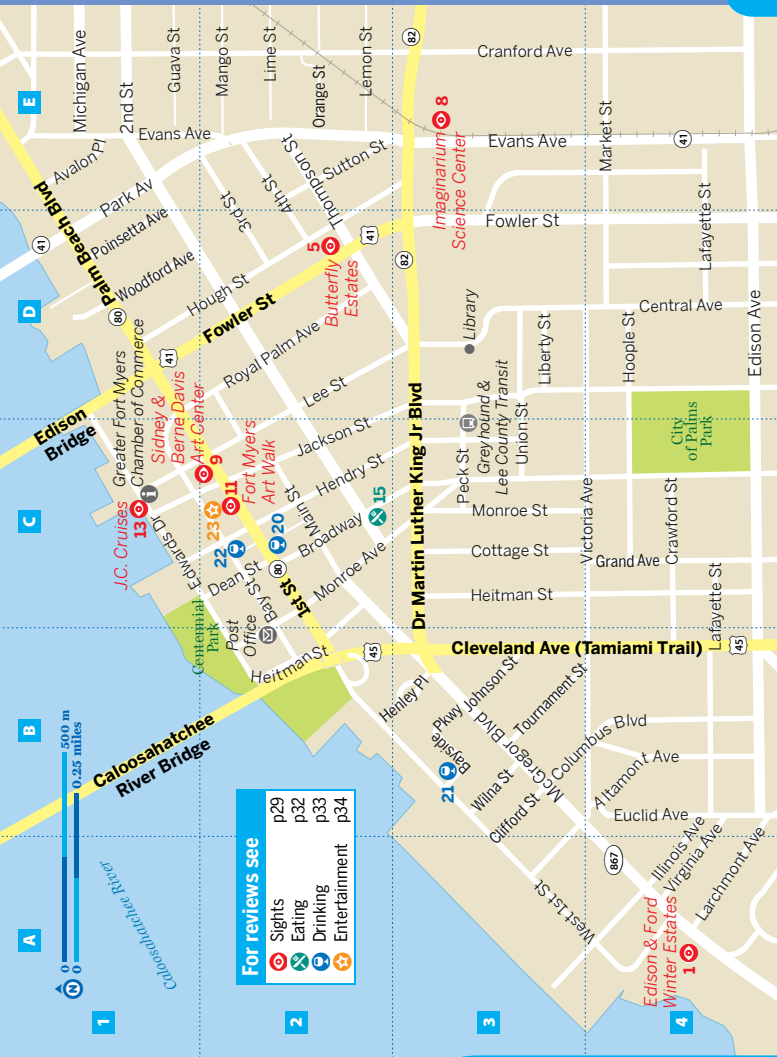 Michigan Ave
2nd St
Guava St
Mango St
Lime St
Orange St
Lemon St
82
Cranford Ave
E
Evans Ave
Avalon Pl
Park Av
Sutton St
Thompson St
4th St
3rd St
Imaginarium
Science Center
8
Evans Ave
Market St
41
41
Palm Beach Blvd
Poinsetta Ave
Woodford Ave
Fowler St
Lafayette St
D
80
Hough St
Fowler St
5
Butterfly
Estates
41
82
Central Ave
Edison Ave
Library
Liberty St
Hoople St
41
Royal Palm Ave
Lee St
Edison
Bridge
Greater Fort Myers
Chamber of Commerce
Sidney &
Berne Davis
Art Center
9
Jackson St
Greyhound &
Lee County Transit
Union St
Peck St
City
of Palms
Park
C
J.C. Cruises
13
Edwards Dr
23
11
Fort Myers
Art Walk
Hendry St
Main St
15
22
20
Broadway
Dr Martin Luther King Jr Blvd
Monroe St
Cottage St
Heitman St
Victoria Ave
Grand Ave
Crawford St
Lafayette St
Dean St
Bay St
80
1st St
Monroe Ave
Centennial
Park
Post
Office
Heitman St
45
Cleveland Ave (Tamiami Trail)
45
B
Caloosahatchee
River Bridge
Henley Pl
Johnson St
Bayside Pkwy
21
McGregor Blvd
Tournament St
Wilna St
Clifford St
Columbus Blvd
Altamont Ave
Euclid Ave
A
N
0
500 m
0
0.25 miles
Caloosahatchee River
For reviews see
Sights p29
Eating p32
Drinking p33
Entertainment p34
West 1st St
867
Illinois Ave
Virginia Ave
Larchmont Ave
Edison & Ford
Winter Estates
1
1
2
3
4